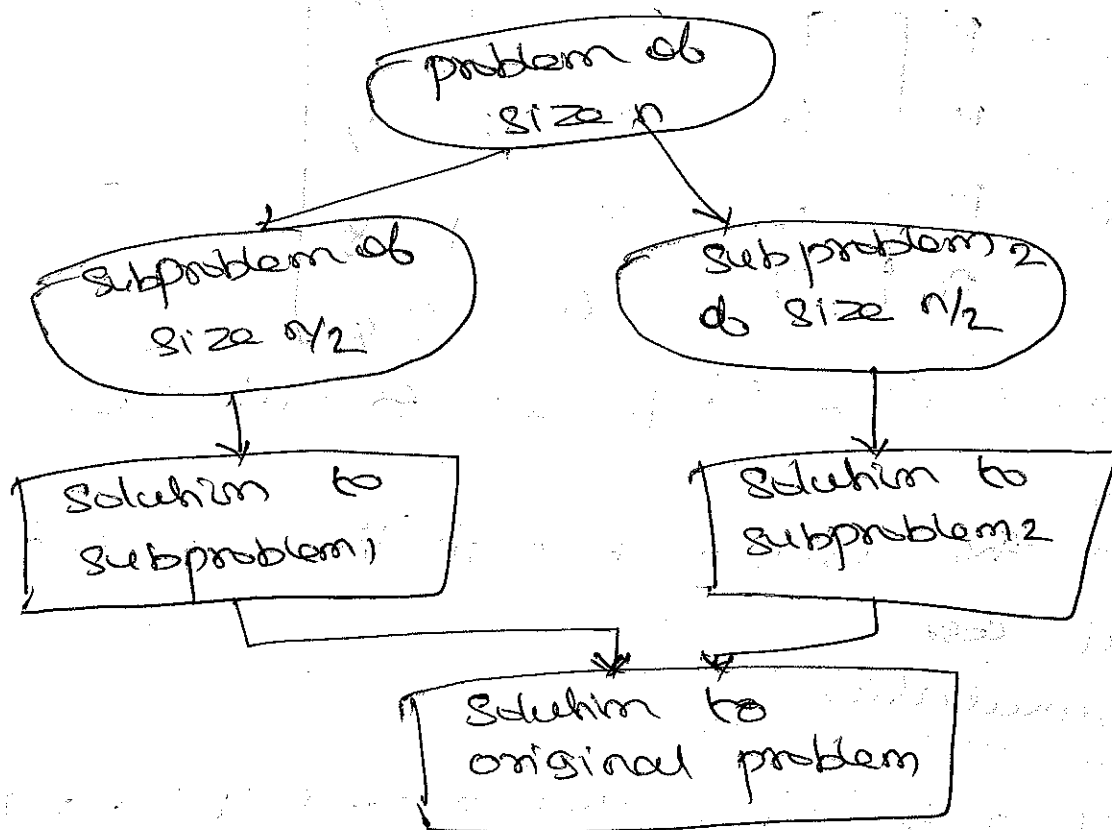 problem of
size n
subproblem of
size n/2
subproblem 2
of size n/2
solution to
subproblem 1
solution to
subproblem 2
solution to
original problem